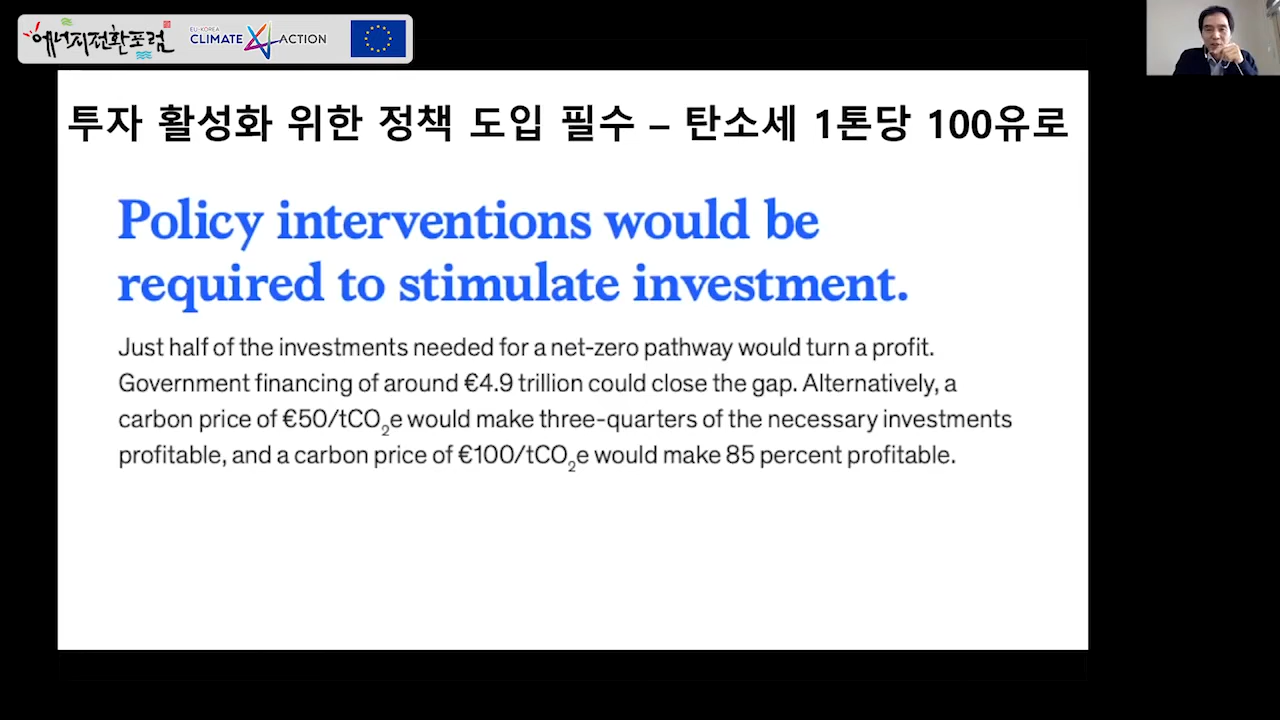 에너지전환포럼
EU-KOREA
CLIMATE ACTION
투자 활성화 위한 정책 도입 필수 – 탄소세 1톤당 100유로
Policy interventions would be
required to stimulate investment.
Just half of the investments needed for a net-zero pathway would turn a profit.
Government financing of around €4.9 trillion could close the gap. Alternatively, a
carbon price of €50/tCO₂e would make three-quarters of the necessary investments
profitable, and a carbon price of €100/tCO₂e would make 85 percent profitable.